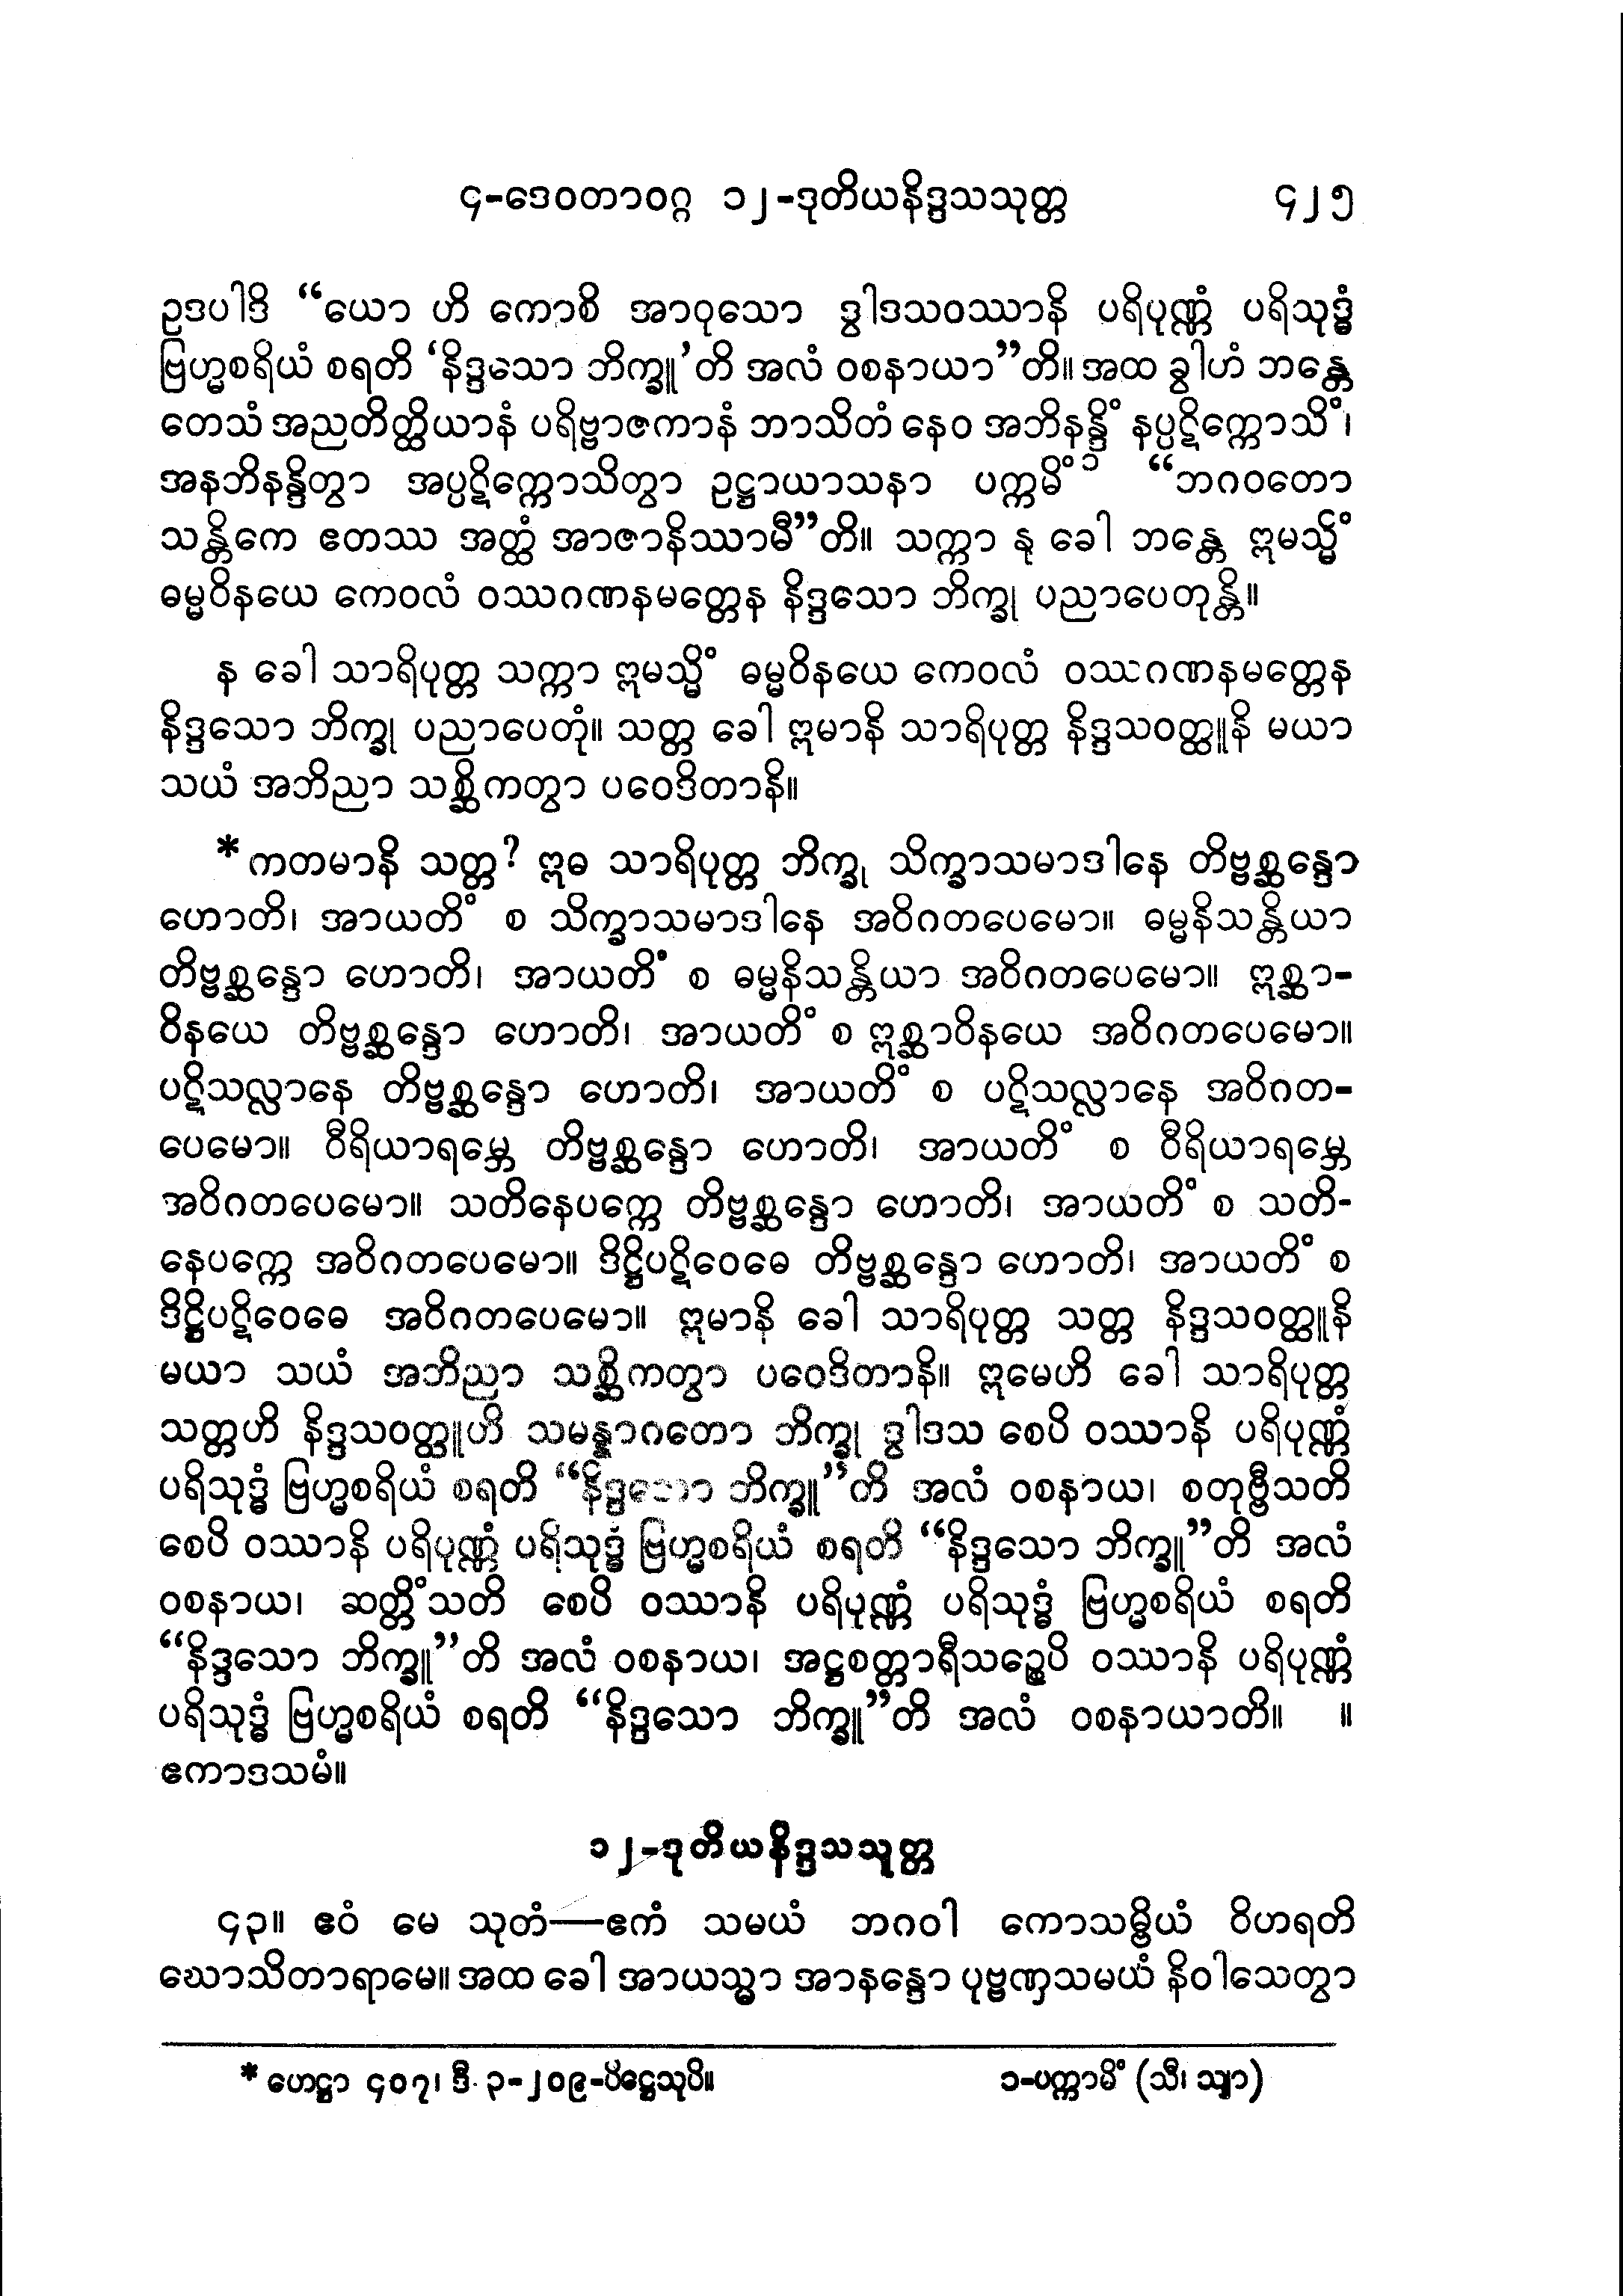 ၄-ဒေဝတာဝဂ္ဂ ၁၂-ဒုတိယနိဒ္ဒသသုတ္တ ၄၂၅
ဥဒပါဒိ “ယော ဟိ ကောစိ အာဝုသော ဒွါဒသဝဿာနိ ပရိပုဏ္ဏံ ပရိသုဒ္ဓံ
ဗြဟ္မစရိယံ စရတိ ‘နိဒ္ဒသော ဘိက္ခူ’တိ အလံ ဝစနာယာ”တိ။ အထ ခွါဟံ ဘန္တေ
တေသံ အညတိတ္ထိယာနံ ပရိဗ္ဗာဇကာနံ ဘာသိတံ နေဝ အဘိနန္ဒိံ နပ္ပဋိက္ကောသိံ၊
အနဘိနန္ဒိတွာ အပ္ပဋိက္ကောသိတွာ ဥဋ္ဌာယာသနာ ပက္ကမိံ၁ “ဘဂဝတော
သန္တိကေ ဧတဿ အတ္ထံ အာဇာနိဿာမီ”တိ။ သက္ကာ နု ခေါ ဘန္တေ ဣမသ္မိံ
ဓမ္မဝိနယေ ကေဝလံ ဝဿဂဏနမတ္တေန နိဒ္ဒသော ဘိက္ခု ပညာပေတုန္တိ။
န ခေါ သာရိပုတ္တ သက္ကာ ဣမသ္မိံ ဓမ္မဝိနယေ ကေဝလံ ဝဿဂဏနမတ္တေန
နိဒ္ဒသော ဘိက္ခု ပညာပေတုံ။ သတ္တ ခေါ ဣမာနိ သာရိပုတ္တ နိဒ္ဒသဝတ္ထူနိ မယာ
သယံ အဘိညာ သစ္ဆိကတွာ ပဝေဒိတာနိ။
* ကတမာနိ သတ္တ? ဣဓ သာရိပုတ္တ ဘိက္ခု သိက္ခာသမာဒါနေ တိဗ္ဗစ္ဆန္ဒော
ဟောတိ၊ အာယတိံ စ သိက္ခာသမာဒါနေ အဝိဂတပေမော။ ဓမ္မနိသန္တိယာ
တိဗ္ဗစ္ဆန္ဒော ဟောတိ၊ အာယတိံ စ ဓမ္မနိသန္တိယာ အဝိဂတပေမော။ ဣစ္ဆာ-
ဝိနယေ တိဗ္ဗစ္ဆန္ဒော ဟောတိ၊ အာယတိံ စ ဣစ္ဆာဝိနယေ အဝိဂတပေမော။
ပဋိသလ္လာနေ တိဗ္ဗစ္ဆန္ဒော ဟောတိ၊ အာယတိံ စ ပဋိသလ္လာနေ အဝိဂတ-
ပေမော။ ဝီရိယာရမ္ဘေ တိဗ္ဗစ္ဆန္ဒော ဟောတိ၊ အာယတိံ စ ဝီရိယာရမ္ဘေ
အဝိဂတပေမော။ သတိနေပက္ကေ တိဗ္ဗစ္ဆန္ဒော ဟောတိ၊ အာယတိံ စ သတိ-
နေပက္ကေ အဝိဂတပေမော။ ဒိဋ္ဌိပဋိဝေဓေ တိဗ္ဗစ္ဆန္ဒော ဟောတိ၊ အာယတိံ စ
ဒိဋ္ဌိပဋိဝေဓေ အဝိဂတပေမော။ ဣမာနိ ခေါ သာရိပုတ္တ သတ္တ နိဒ္ဒသဝတ္ထူနိ
မယာ သယံ အဘိညာ သစ္ဆိကတွာ ပဝေဒိတာနိ။ ဣမေဟိ ခေါ သာရိပုတ္တ
သတ္တဟိ နိဒ္ဒသဝတ္ထူဟိ သမန္နာဂတော ဘိက္ခု ဒွါဒသ စေပိ ဝဿာနိ ပရိပုဏ္ဏံ
ပရိသုဒ္ဓံ ဗြဟ္မစရိယံ စရတိ “နိဒ္ဒသော ဘိက္ခူ”တိ အလံ ဝစနာယ၊ စတုဗ္ဗီသတိ
စေပိ ဝဿာနိ ပရိပုဏ္ဏံ ပရိသုဒ္ဓံ ဗြဟ္မစရိယံ စရတိ “နိဒ္ဒသော ဘိက္ခူ”တိ အလံ
ဝစနာယ၊ ဆတ္တိံသတိ စေပိ ဝဿာနိ ပရိပုဏ္ဏံ ပရိသုဒ္ဓံ ဗြဟ္မစရိယံ စရတိ
“နိဒ္ဒသော ဘိက္ခူ”တိ အလံ ဝစနာယ၊ အဋ္ဌစတ္တာရီသဉ္စေပိ ဝဿာနိ ပရိပုဏ္ဏံ
ပရိသုဒ္ဓံ ဗြဟ္မစရိယံ စရတိ “နိဒ္ဒသော ဘိက္ခူ”တိ အလံ ဝစနာယာတိ။ ။
ဧကာဒသမံ။
၁၂-ဒုတိယနိဒ္ဒသသုတ္တ
၄၃။ ဧဝံ မေ သုတံ—ဧကံ သမယံ ဘဂဝါ ကောသမ္ဗိယံ ဝိဟရတိ
ဃောသိတာရာမေ။ အထ ခေါ အာယသ္မာ အာနန္ဒော ပုဗ္ဗဏှသမယံ နိဝါသေတွာ
* ဟေဋ္ဌာ ၄၀၇၊ ဒီ ၃-၂၀၉-ပိဋ္ဌေသုပိ။ ၁-ပက္ကာမိံ (သီ၊ သျာ)